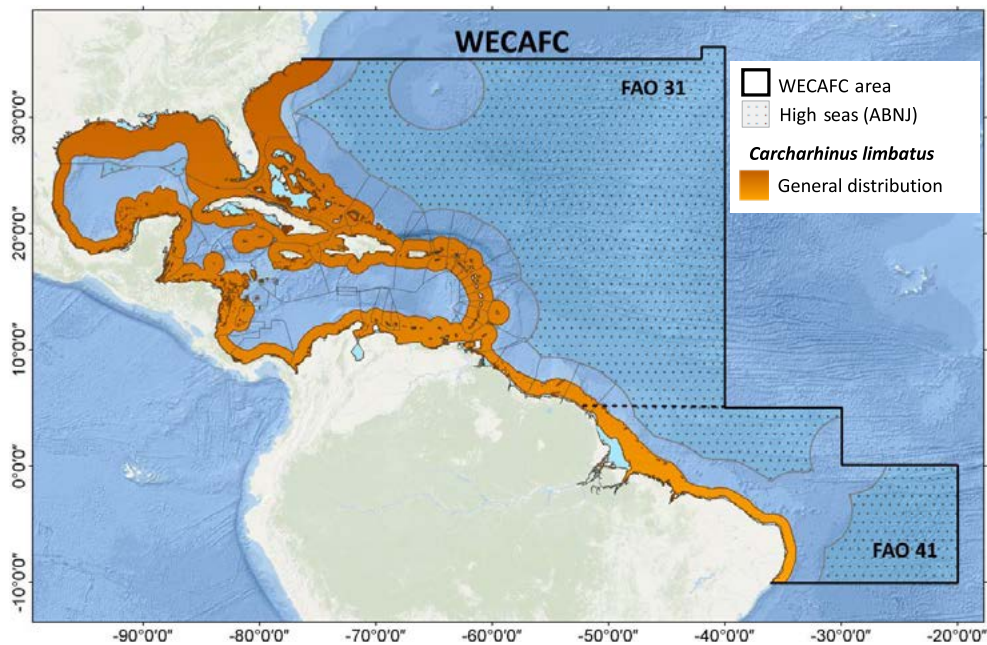 WECAFC
FAO 31
WECAFC area
High seas (ABNJ)
Carcharhinus limbatus
General distribution
FAO 41
30°0'0"
20°0'0"
10°0'0"
0°0'0"
-10°0'0"
-90°0'0"
-80°0'0"
-70°0'0"
-60°0'0"
-50°0'0"
-40°0'0"
-30°0'0"
-20°0'0"